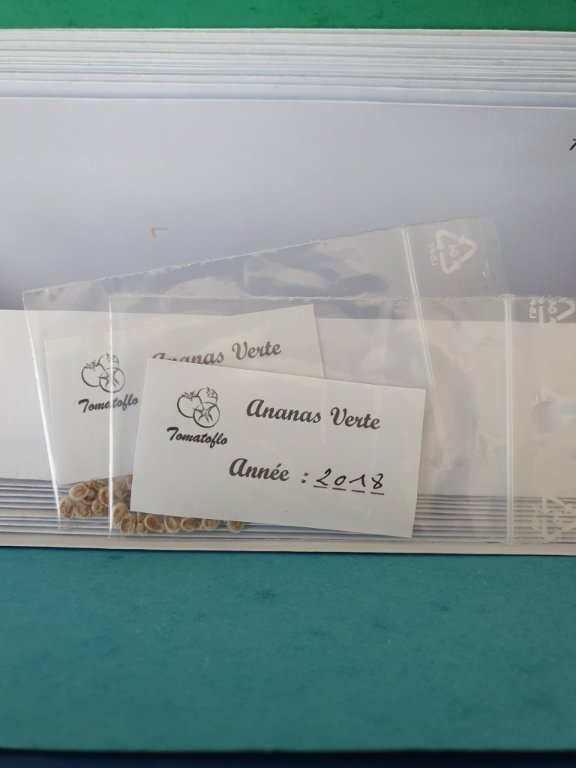 Ananas Verte
Tomatoflo
Ananas Verte
Tomatoflo
Année : 2018